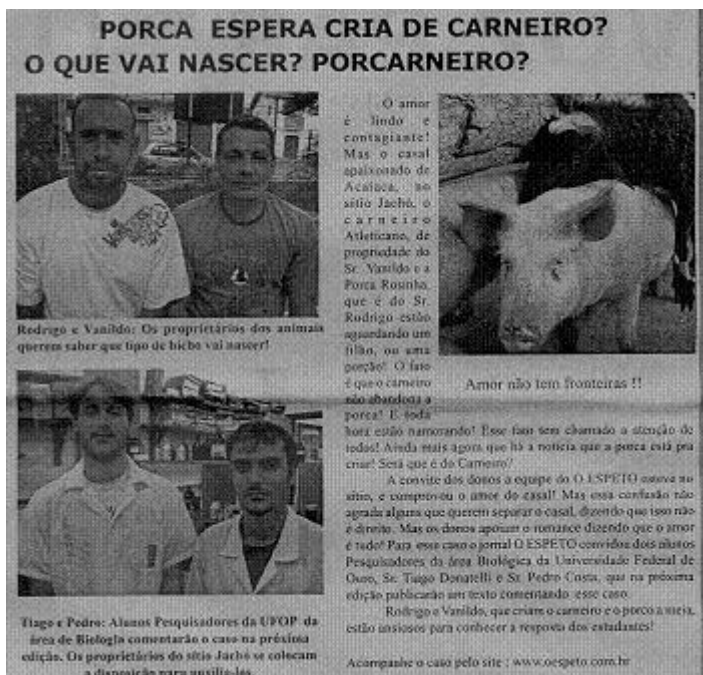 PORCA ESPERA CRIA DE CARNEIRO?
O QUE VAI NASCER? PORCARNEIRO?
Rodrigo e Vanildo: Os proprietários dos animais
querem saber que tipo de bicho vai nascer!
Tiago e Pedro: Alunos Pesquisadores da UFOP da
área de Biologia comentarão o caso na próxima
edição. Os proprietários do sítio Jachó se colocam
a disposição para auxilia-los.
O amor
é lindo e
contagiante!
Mas o casal
apaixonado de
Acaiaca, no
sítio Jachó, o
carneiro
Atleticano, de
propriedade do
Sr. Vanildo e a
Porca Rosinha,
que é do Sr.
Rodrigo estão
aguardando um
filho, ou uma
porção! O fato
é que o carneiro
não abandona a
porca! E toda
hora estão namorando! Esse fato tem chamado a atenção de
todos! Ainda mais agora que há a noticia que a porca está pra
criar! Será que é do Carneiro?
A convite dos donos a equipe do O ESPETO esteve no
sítio, e comprovou o amor do casal! Mas essa confusão não
agrada alguns que querem separar o casal, dizendo que isso não
é direito. Mas os donos apoiam o romance dizendo que o amor
é tudo! Para esse caso o jornal O ESPETO convidou dois alunos
Pesquisadores da área Biológica da Universidade Federal de
Ouro, Sr. Tiago Donatelli e Sr. Pedro Costa, que na próxima
edição publicarão um texto comentando esse caso.
Rodrigo e Vanildo, que criam o carneiro e o porco a meia,
estão ansiosos para conhecer a resposta dos estudantes!
Acompanhe o caso pelo site : www.oespeto.com.br
Amor não tem fronteiras !!